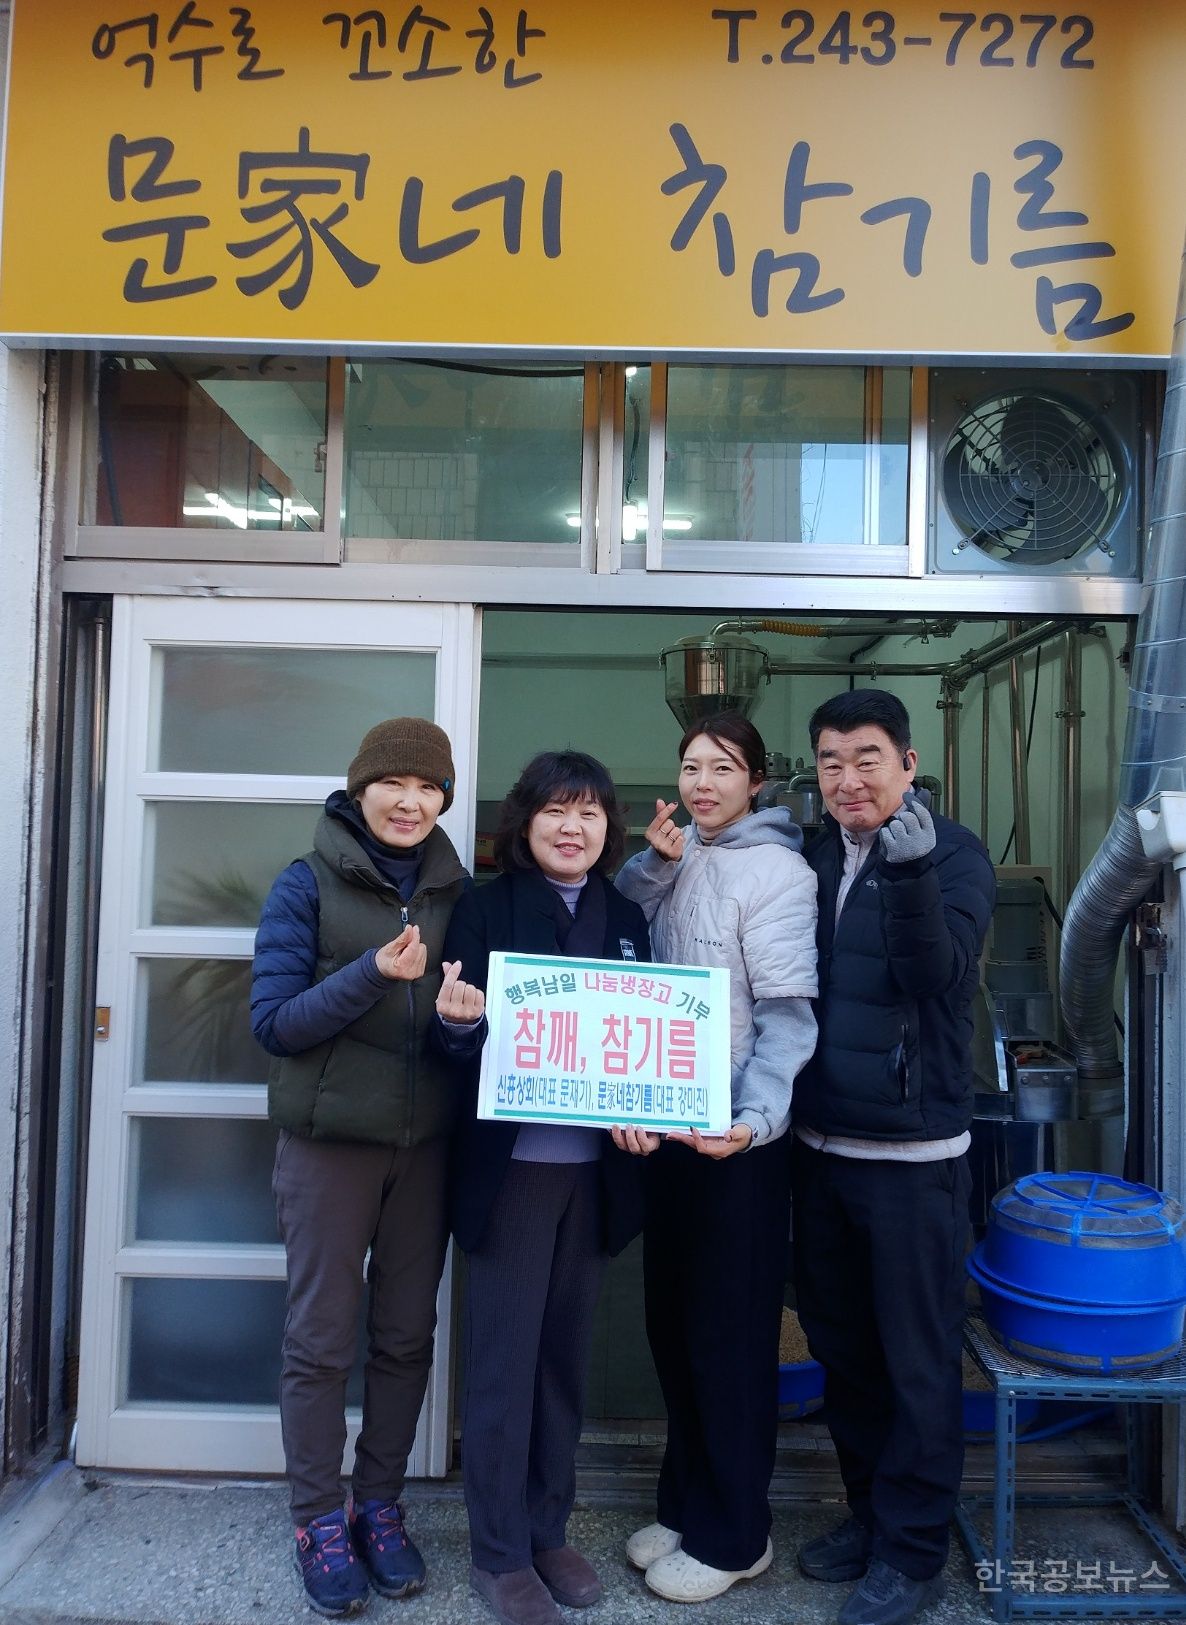 억수로 꼬소한 T.243-7272
문家네 참기름
행복남일 나눔냉장고 기부
참깨, 참기름
신흥상회(대표 문재기), 문家네참기름(대표 강미진)
한국공보뉴스